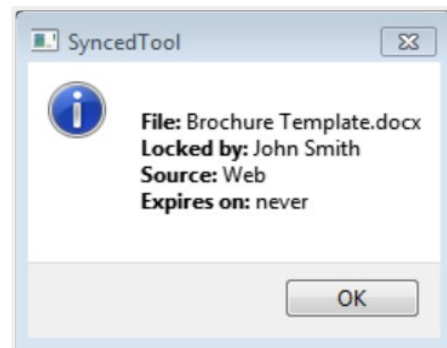 SyncedTool
File: Brochure Template.docx
Locked by: John Smith
Source: Web
Expires on: never
OK